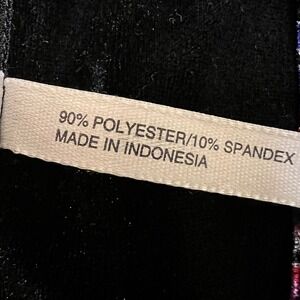 90% POLYESTER/10% SPANDEX
MADE IN INDONESIA